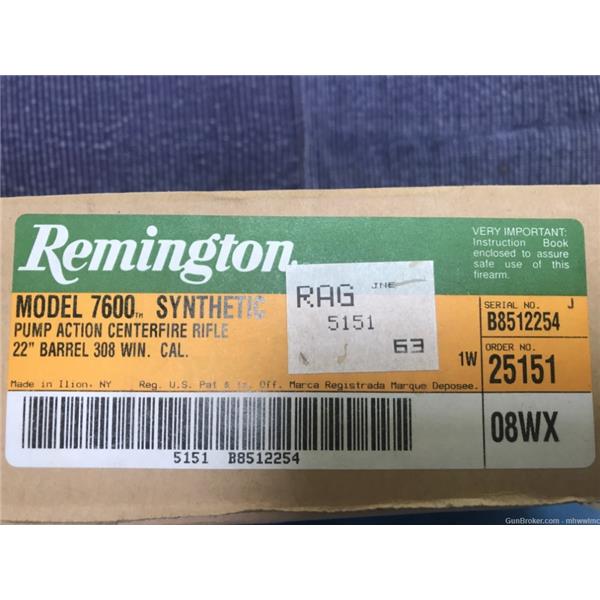 Remington®
VERY IMPORTANT:
Instruction Book
enclosed to assure
safe use of this
firearm.
MODEL 7600™ SYNTHETIC
PUMP ACTION CENTERFIRE RIFLE
22" BARREL 308 WIN. CAL.
RAG JNE
5151
63
1W
SERIAL NO. J
B8512254
ORDER NO.
25151
Made in Ilion, NY Reg. U.S. Pat & Off. Marca Registrada Marque Deposee.
5151 B8512254
08WX
GunBroker.com